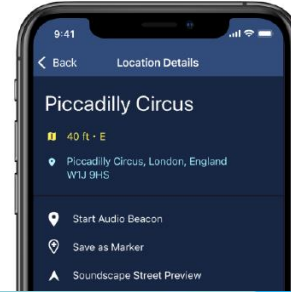 9:41
Back Location Details
Piccadilly Circus
40 ft · E
Piccadilly Circus, London, England
W1J 9HS
Start Audio Beacon
Save as Marker
Soundscape Street Preview